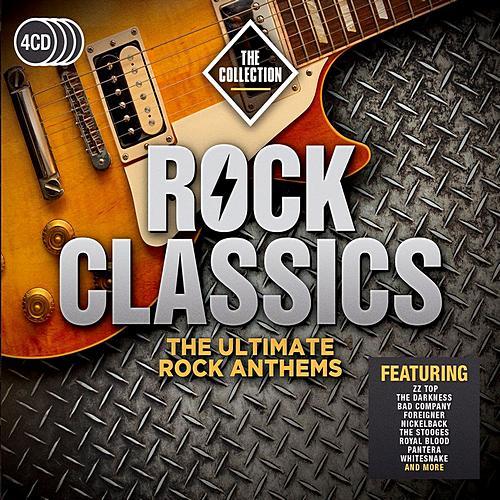 4CD
THE
COLLECTION
ROCK
CLASSICS
THE ULTIMATE
ROCK ANTHEMS
FEATURING
ZZ TOP
THE DARKNESS
BAD COMPANY
FOREIGNER
NICKELBACK
THE STOOGES
ROYAL BLOOD
PANTERA
WHITESNAKE
AND MORE